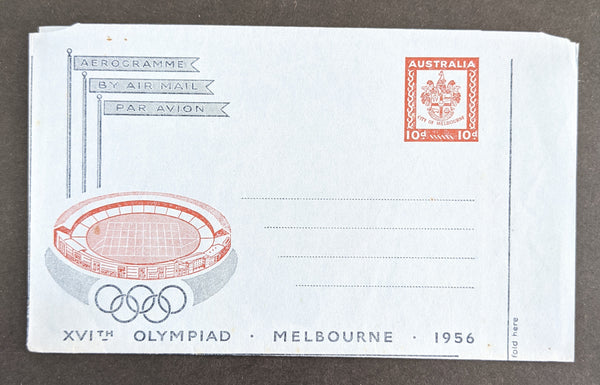 AEROGRAMME
BY AIR MAIL
PAR AVION
AUSTRALIA
CITY OF MELBOURNE
10d 10d
XVITH OLYMPIAD · MELBOURNE · 1956
fold here